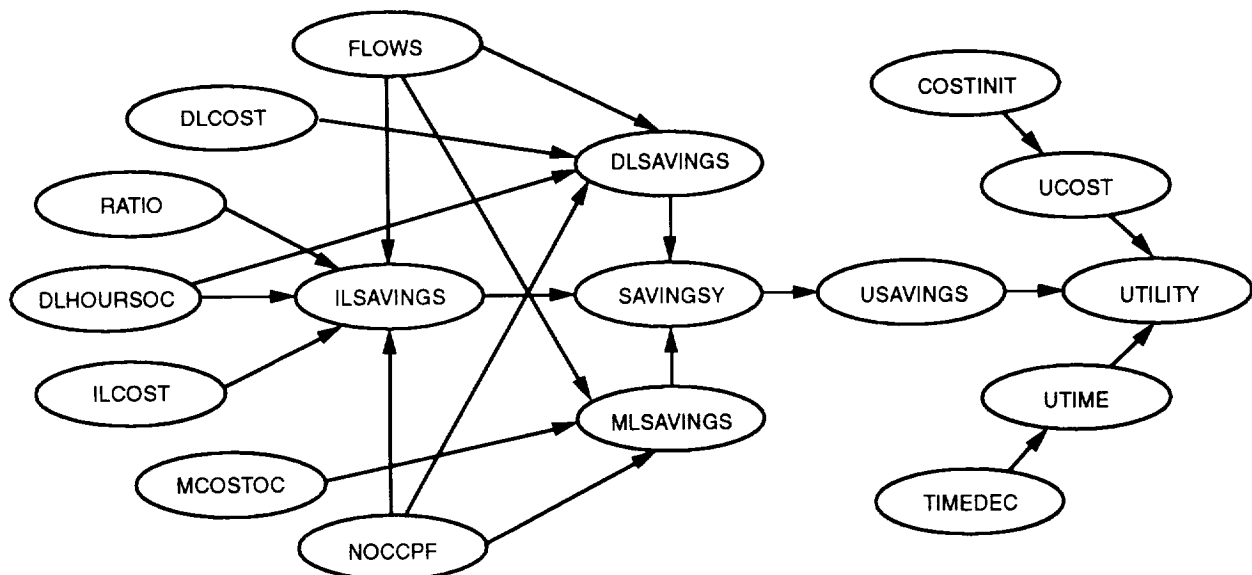 FLOWS
COSTINIT
DLCOST
DLSAVINGS
UCOST
RATIO
DLHOURSOC
ILSAVINGS
SAVINGSY
USAVINGS
UTILITY
ILCOST
UTIME
MLSAVINGS
MCOSTOC
TIMEDEC
NOCCPF